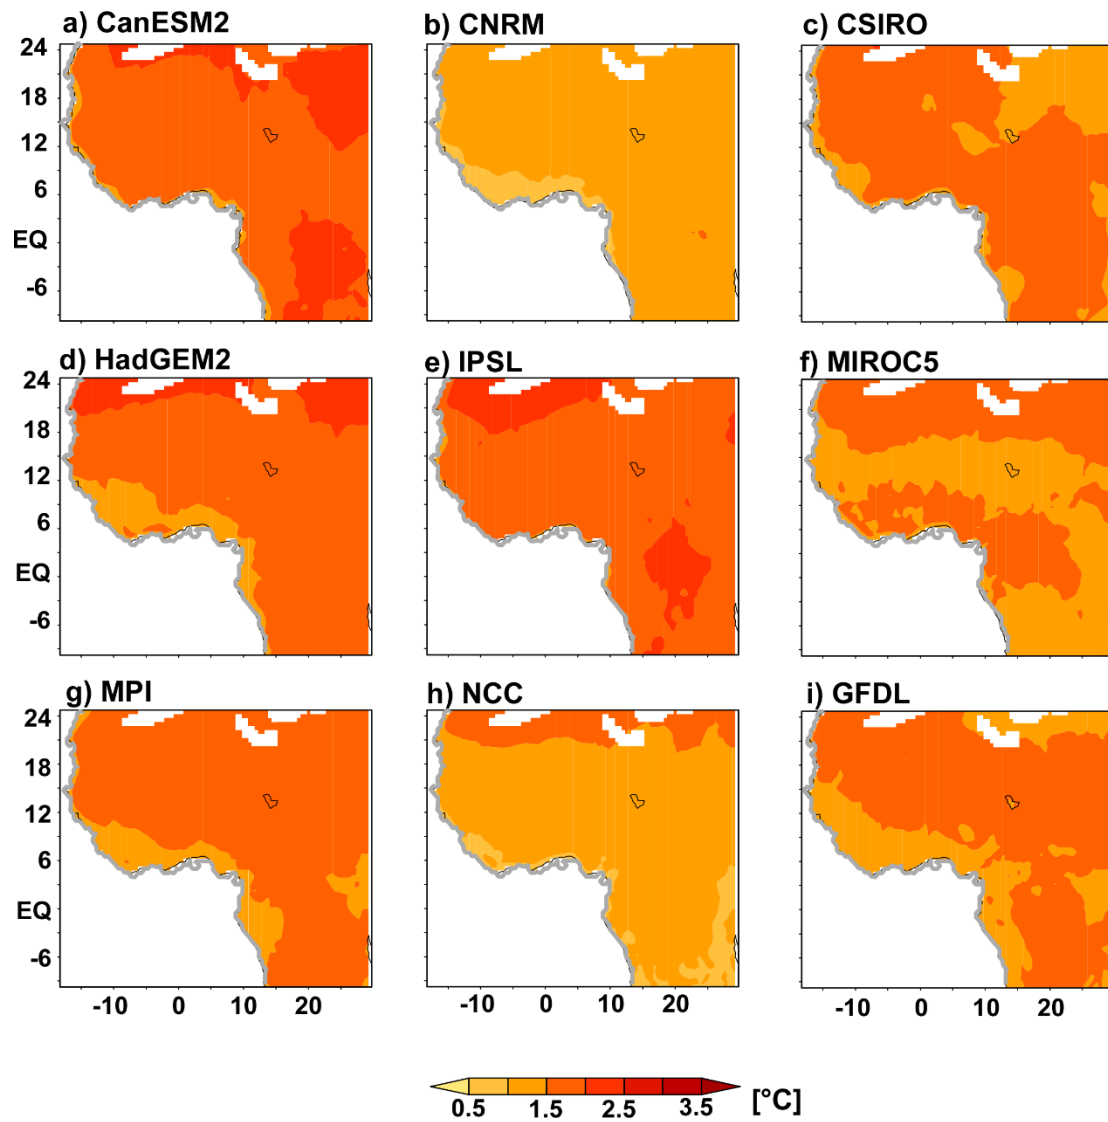 a) CanESM2
b) CNRM
c) CSIRO
24
18
12
6
EQ
-6
d) HadGEM2
e) IPSL
f) MIROC5
24
18
12
6
EQ
-6
g) MPI
h) NCC
i) GFDL
24
18
12
6
EQ
-6
-10 0 10 20 -10 0 10 20 -10 0 10 20
0.5 1.5 2.5 3.5 [°C]